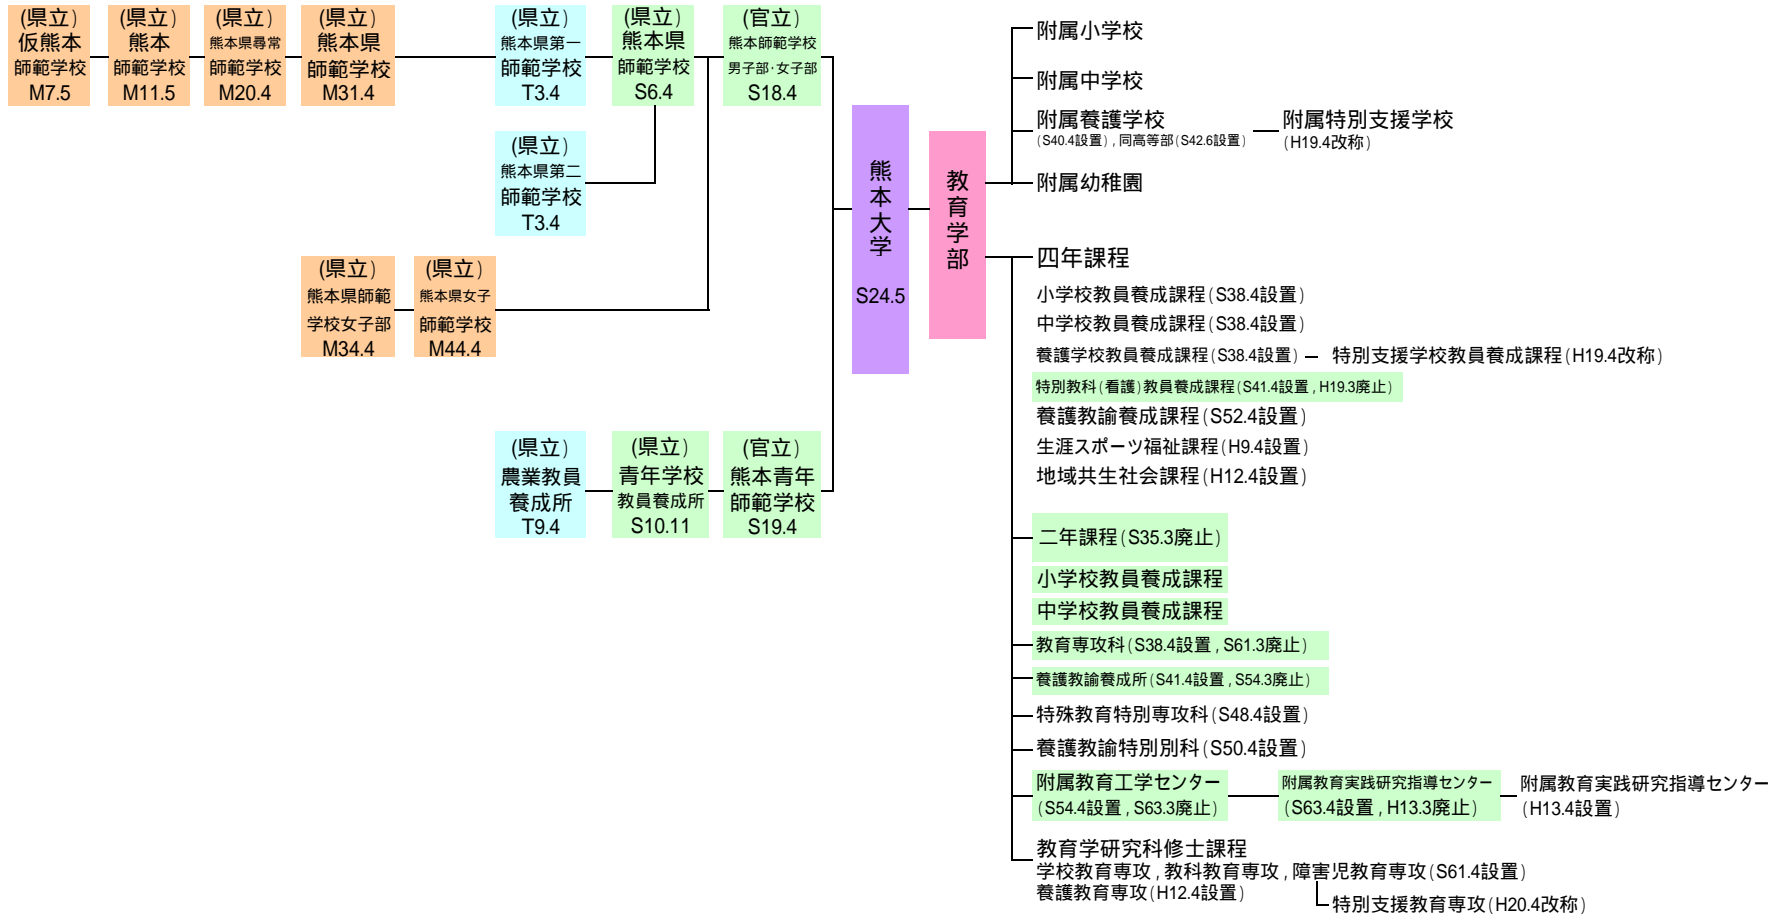 (県立)
仮熊本
師範学校
M7.5
(県立)
熊本
師範学校
M11.5
(県立)
熊本県尋常
師範学校
M20.4
(県立)
熊本県
師範学校
M31.4
(県立)
熊本県第一
師範学校
T3.4
(県立)
熊本県
師範学校
S6.4
(官立)
熊本師範学校
男子部・女子部
S18.4
(県立)
熊本県第二
師範学校
T3.4
(県立)
熊本県師範
学校女子部
M34.4
(県立)
熊本県女子
師範学校
M44.4
(県立)
農業教員
養成所
T9.4
(県立)
青年学校
教員養成所
S10.11
(官立)
熊本青年
師範学校
S19.4
熊本大学
S24.5
教育学部
附属小学校
附属中学校
附属養護学校
(S40.4設置),同高等部(S42.6設置)
附属特別支援学校
(H19.4改称)
附属幼稚園
四年課程
小学校教員養成課程(S38.4設置)
中学校教員養成課程(S38.4設置)
養護学校教員養成課程(S38.4設置) ― 特別支援学校教員養成課程(H19.4改称)
特別教科(看護)教員養成課程(S41.4設置,H19.3廃止)
養護教諭養成課程(S52.4設置)
生涯スポーツ福祉課程(H9.4設置)
地域共生社会課程(H12.4設置)
二年課程(S35.3廃止)
小学校教員養成課程
中学校教員養成課程
教育専攻科(S38.4設置,S61.3廃止)
養護教諭養成所(S41.4設置,S54.3廃止)
特殊教育特別専攻科(S48.4設置)
養護教諭特別別科(S50.4設置)
附属教育工学センター
(S54.4設置,S63.3廃止)
附属教育実践研究指導センター
(S63.4設置,H13.3廃止)
附属教育実践研究指導センター
(H13.4設置)
教育学研究科修士課程
学校教育専攻,教科教育専攻,障害児教育専攻(S61.4設置)
養護教育専攻(H12.4設置)
特別支援教育専攻(H20.4改称)